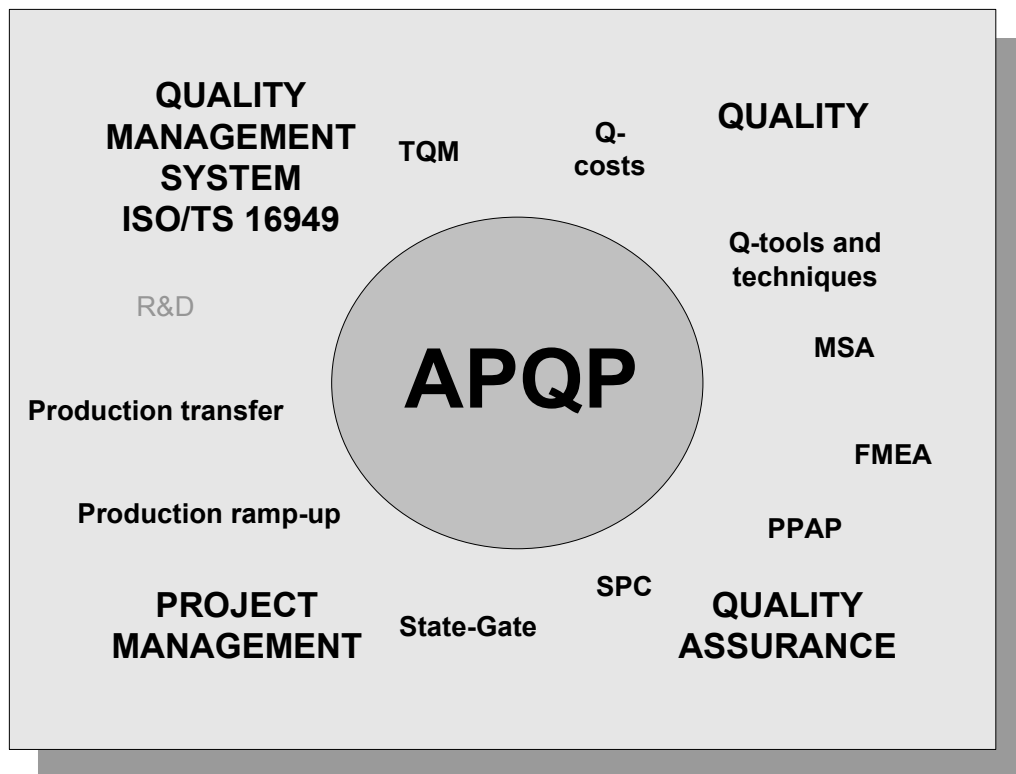 QUALITY
MANAGEMENT
SYSTEM
ISO/TS 16949
TQM
Q-
costs
QUALITY
Q-tools and
techniques
R&D
MSA
APQP
Production transfer
FMEA
Production ramp-up
PPAP
SPC
PROJECT
MANAGEMENT
State-Gate
QUALITY
ASSURANCE